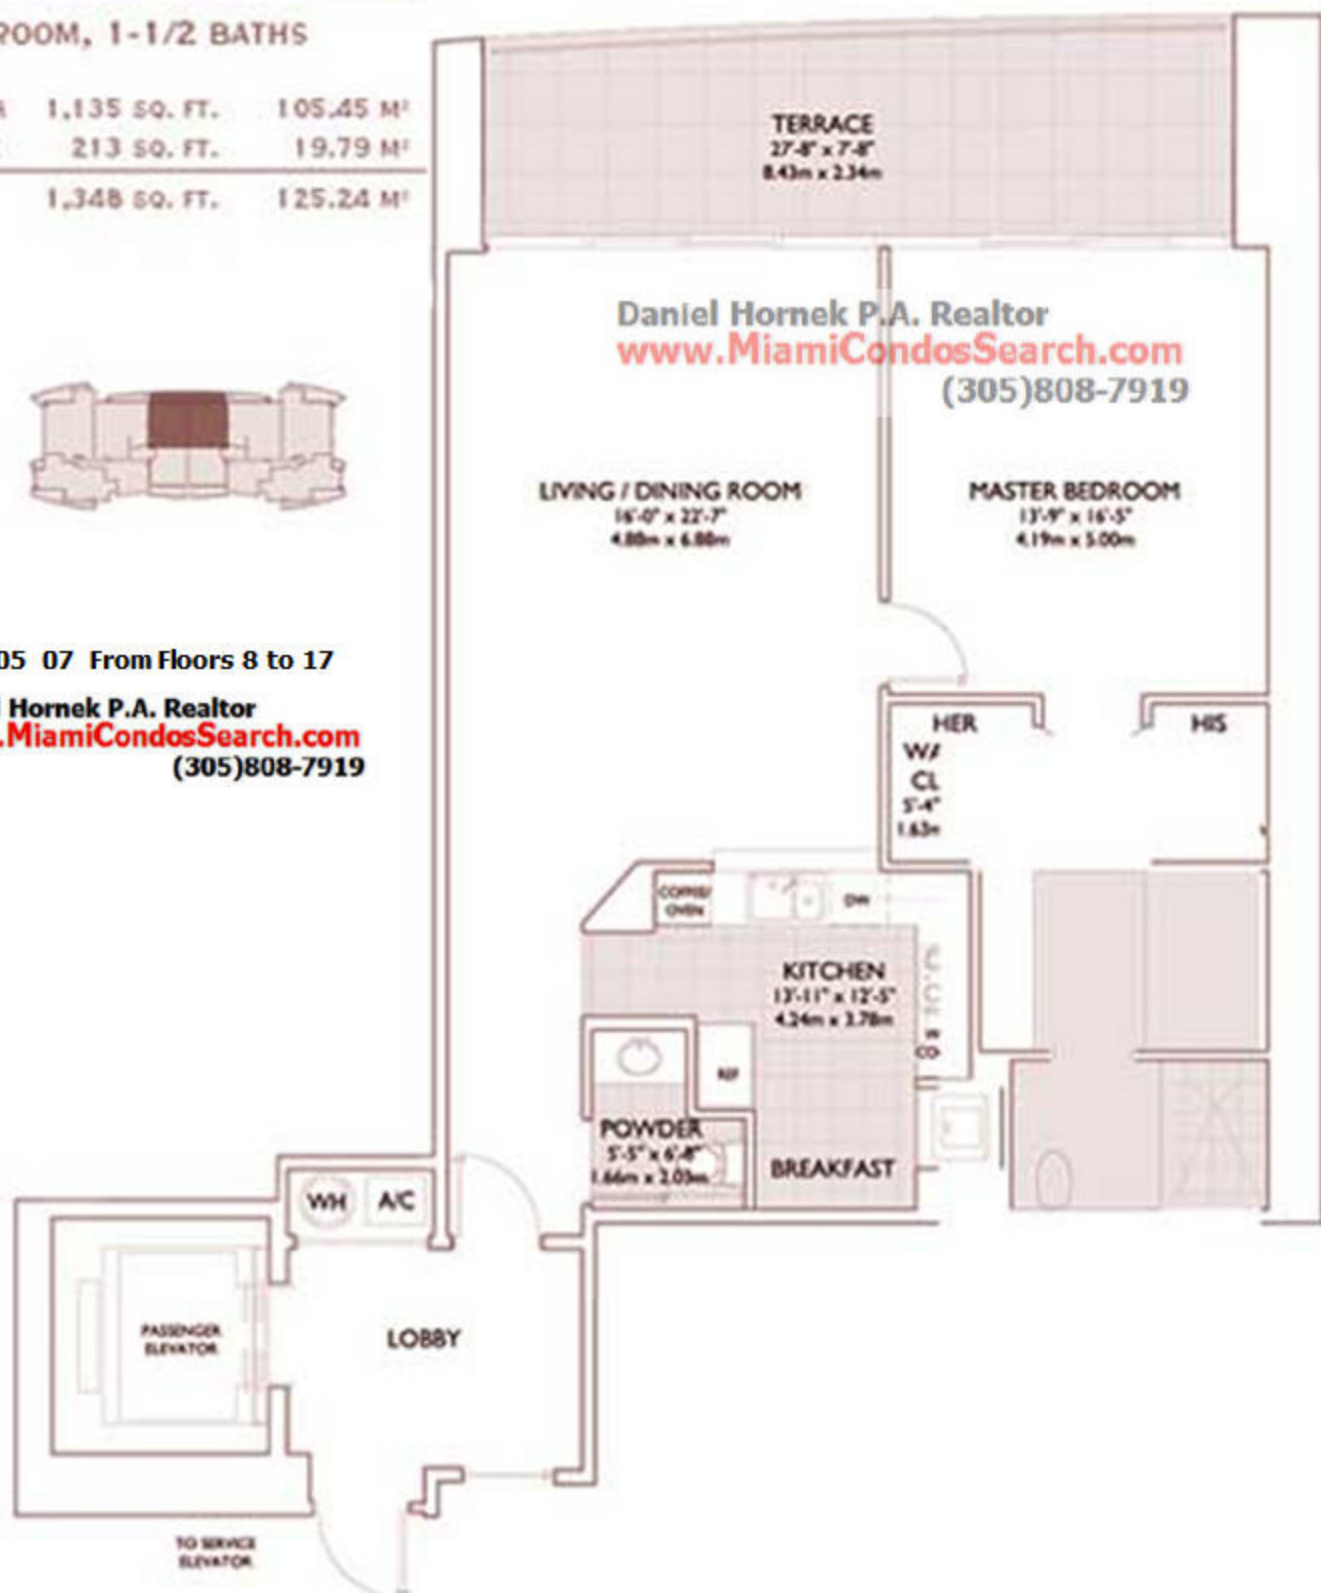 ROOM, 1-1/2 BATHS
1,135 SQ. FT. 105.45 M²
213 SQ. FT. 19.79 M²
1,348 SQ. FT. 125.24 M²
TERRACE
27'-8" x 7'-8"
8.43m x 2.34m
Daniel Hornek P.A. Realtor
www.MiamiCondosSearch.com
(305)808-7919
LIVING / DINING ROOM
16'-0" x 22'-7"
4.88m x 6.88m
MASTER BEDROOM
13'-9" x 16'-5"
4.19m x 5.00m
05 07 From Floors 8 to 17
Hornek P.A. Realtor
.MiamiCondosSearch.com
(305)808-7919
HER
HIS
W/
CL
5'-4"
1.63m
COFFEE/
OVEN
DW
KITCHEN
13'-11" x 12'-5"
4.24m x 3.78m
CO
REF
POWDER
5'-5" x 6'-8"
1.66m x 2.03m
BREAKFAST
WH A/C
PASSENGER
ELEVATOR
LOBBY
TO SERVICE
ELEVATOR